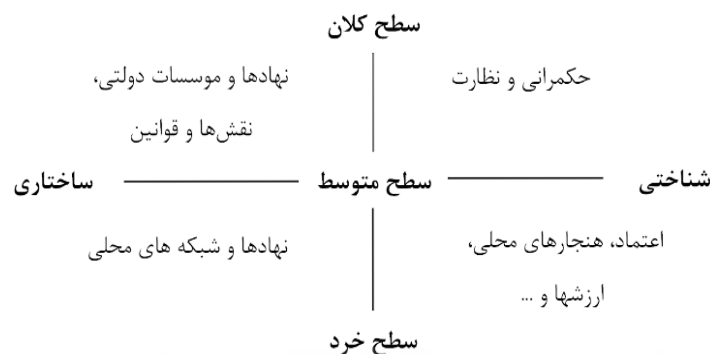 سطح کلان
حکمرانی و نظارت
نهادها و موسسات دولتی،
نقش‌ها و قوانین
شناختی
سطح متوسط
ساختاری
اعتماد، هنجارهای محلی،
ارزشها و ...
نهادها و شبکه های محلی
سطح خرد